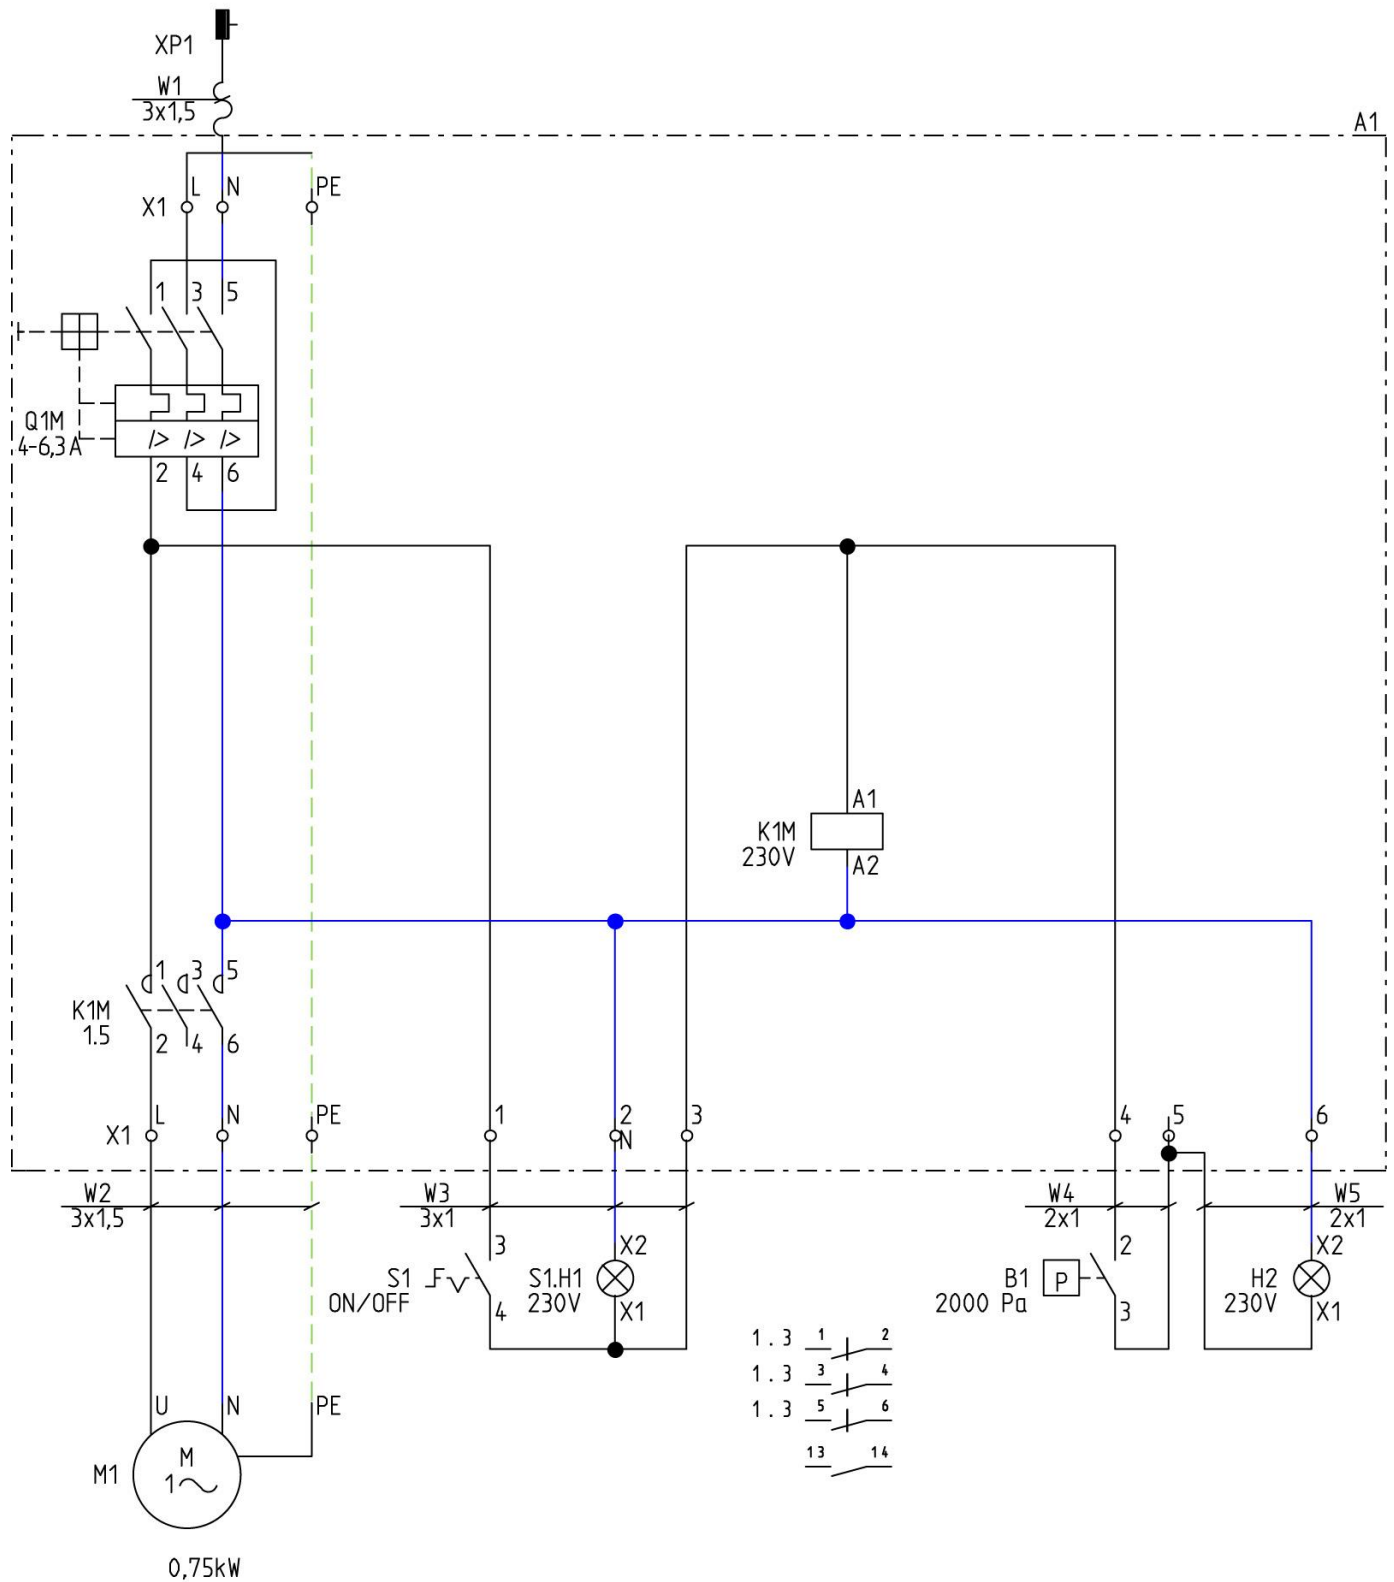 XP1
W1
3x1,5
A1
L N PE
X1
1 3 5
Q1M
4-6,3A
I> I> I>
2 4 6
A1
K1M
230V
A2
1 3 5
K1M
1.5
2 4 6
L N PE
X1
1 2 3 4 5 6
N
W2
3x1,5
W3
3x1
W4
2x1
W5
2x1
3 X2 2 X2
S1
ON/OFF
S1.H1
230V
B1
2000 Pa
P
H2
230V
4 X1 3 X1
1.3 1 2
1.3 3 4
1.3 5 6
13 14
U N PE
M1
M
1~
0,75kW